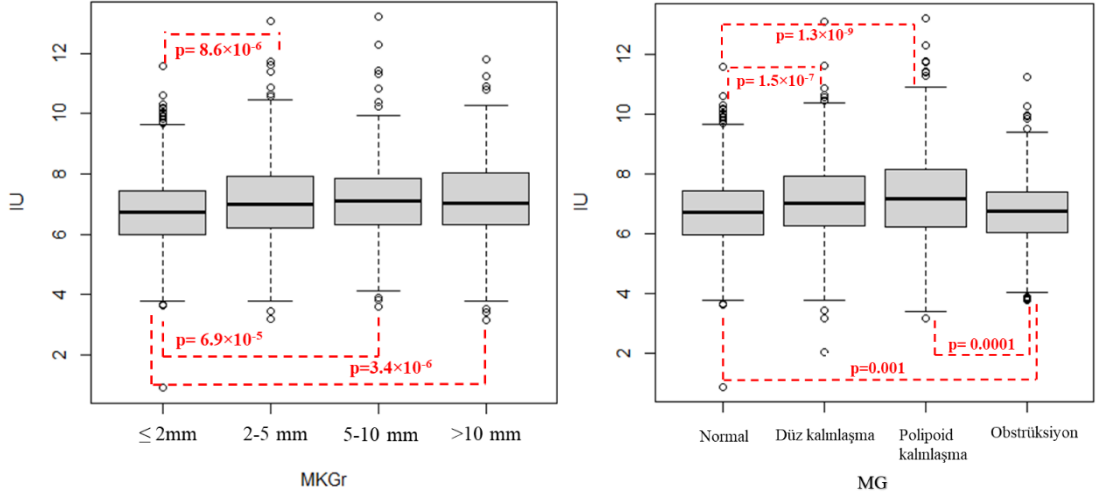 12
10
8
6
4
2
IU
p= 8.6×10⁻⁶
p= 6.9×10⁻⁵
p=3.4×10⁻⁶
≤ 2mm
2-5 mm
5-10 mm
>10 mm
MKGr
12
10
8
6
4
2
IU
p= 1.3×10⁻⁹
p= 1.5×10⁻⁷
p= 0.0001
p=0.001
Normal
Düz kalınlaşma
Polipoid
kalınlaşma
Obstrüksiyon
MG